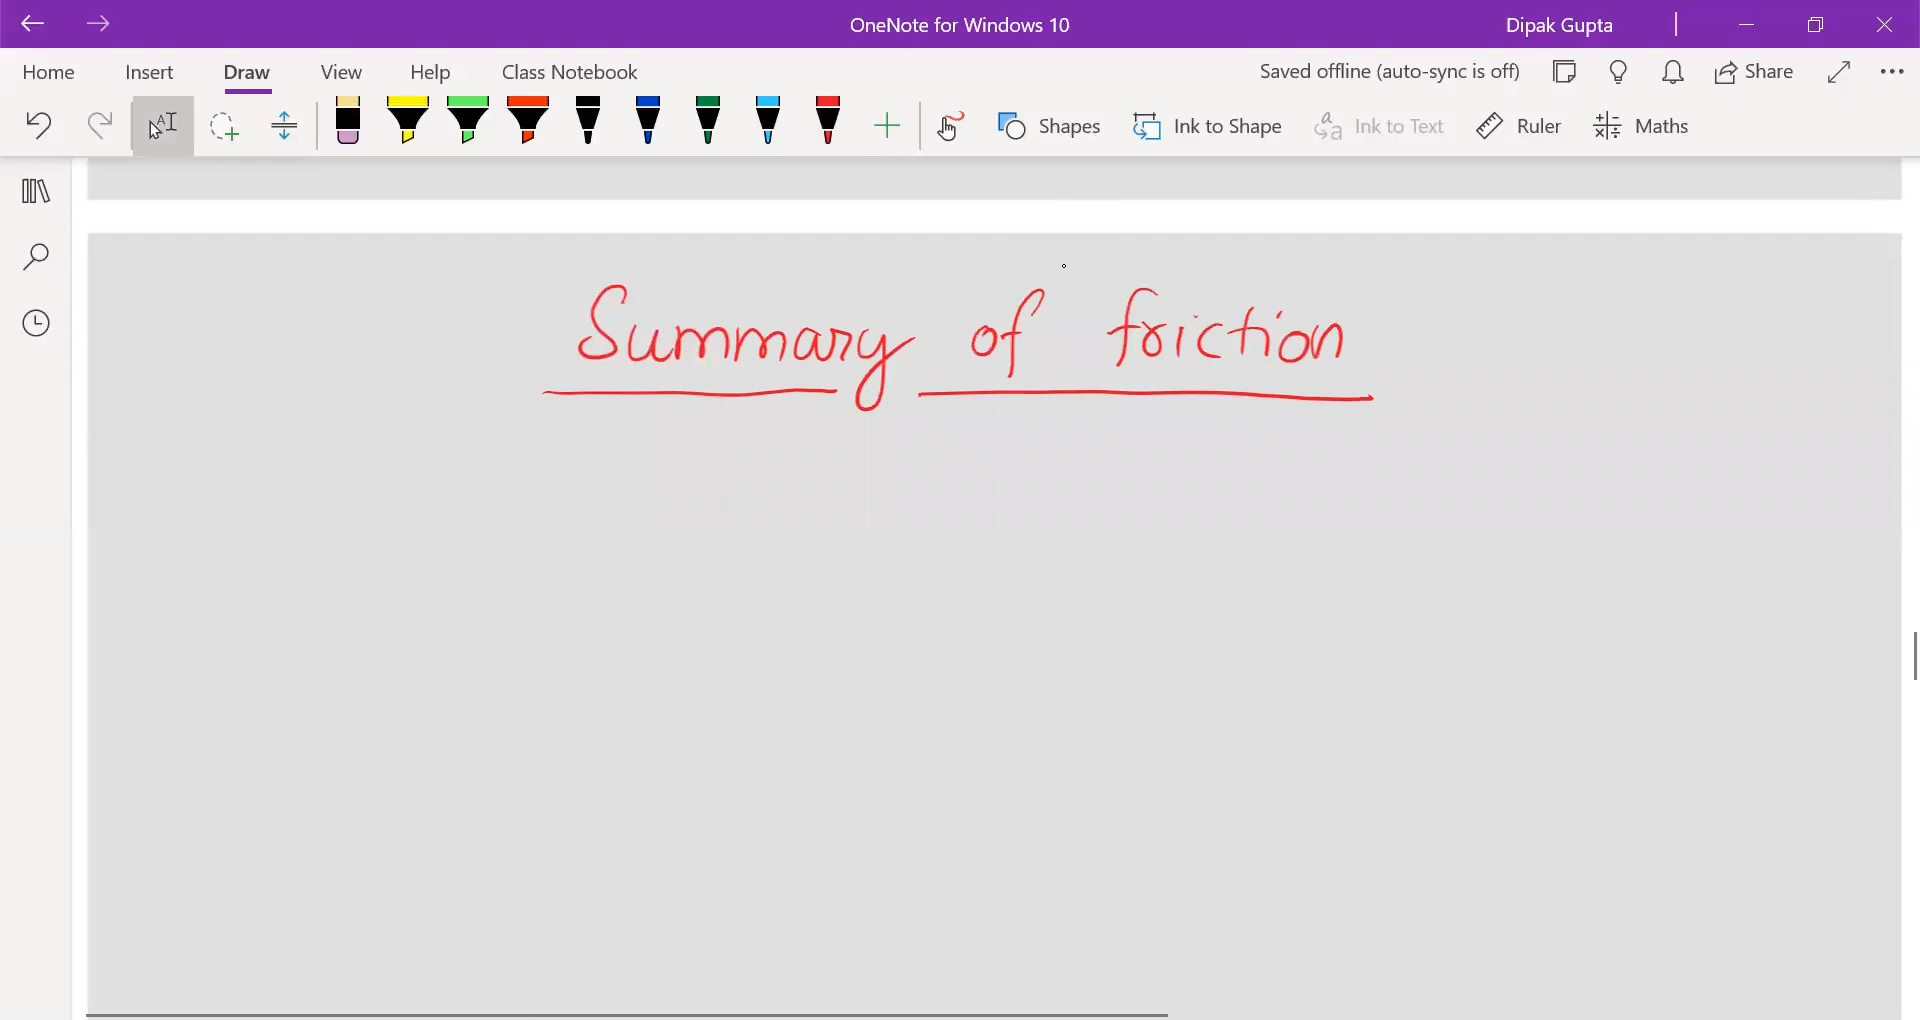 OneNote for Windows 10 Dipak Gupta
Home Insert Draw View Help Class Notebook Saved offline (auto-sync is off) Share
Shapes Ink to Shape Ink to Text Ruler Maths
Summary of friction